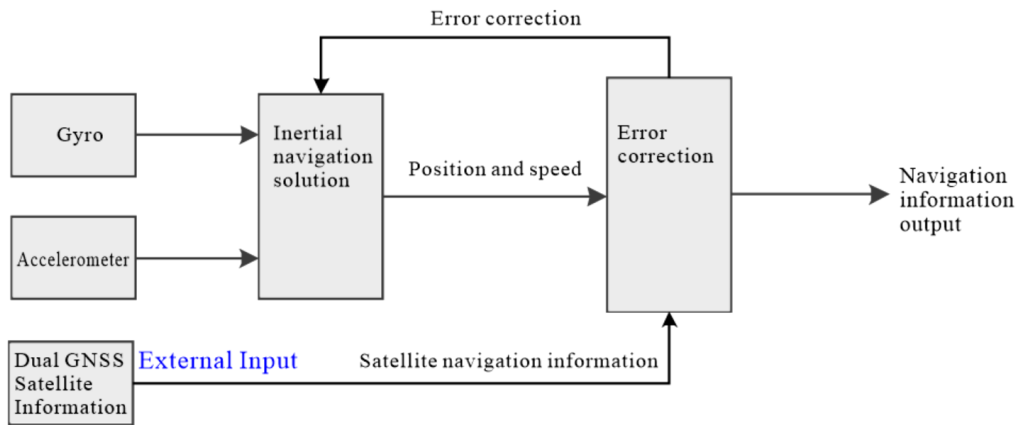 Error correction
Gyro
Inertial
navigation
solution
Error
correction
Position and speed
Navigation
information
output
Accelerometer
Dual GNSS
Satellite
Information
External Input
Satellite navigation information